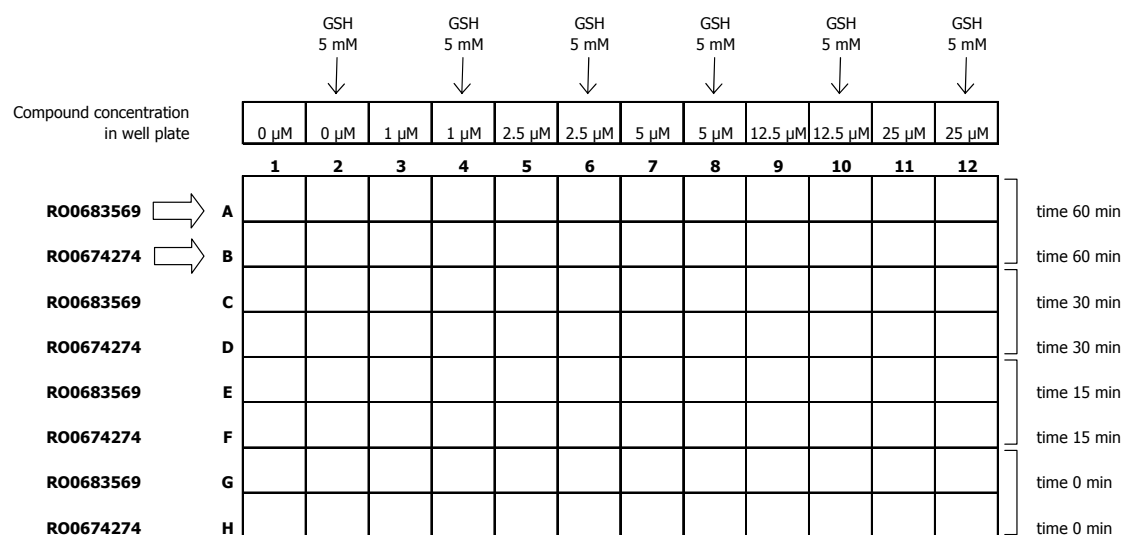 GSH GSH GSH GSH GSH GSH
5 mM 5 mM 5 mM 5 mM 5 mM 5 mM
Compound concentration
in well plate 0 µM 0 µM 1 µM 1 µM 2.5 µM 2.5 µM 5 µM 5 µM 12.5 µM 12.5 µM 25 µM 25 µM
1 2 3 4 5 6 7 8 9 10 11 12
RO0683569 A time 60 min
RO0674274 B time 60 min
RO0683569 C time 30 min
RO0674274 D time 30 min
RO0683569 E time 15 min
RO0674274 F time 15 min
RO0683569 G time 0 min
RO0674274 H time 0 min